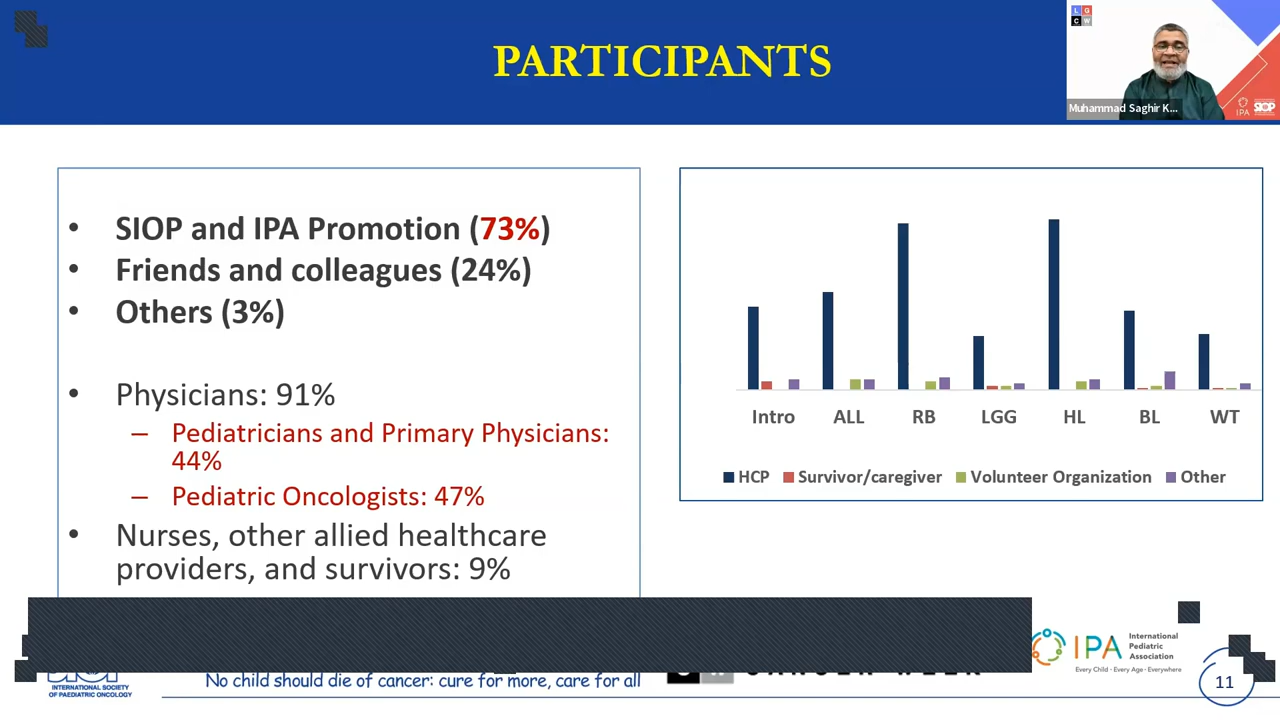 PARTICIPANTS
L G
C W
Muhammad Saghir K...
IPA SIOP
• SIOP and IPA Promotion (73%)
• Friends and colleagues (24%)
• Others (3%)
• Physicians: 91%
– Pediatricians and Primary Physicians:
44%
– Pediatric Oncologists: 47%
• Nurses, other allied healthcare
providers, and survivors: 9%
Intro ALL RB LGG HL BL WT
HCP Survivor/caregiver Volunteer Organization Other
IPA
International
Pediatric
Association
Every Child - Every Age - Everywhere
INTERNATIONAL SOCIETY
OF PAEDIATRIC ONCOLOGY
No child should die of cancer: cure for more, care for all
11